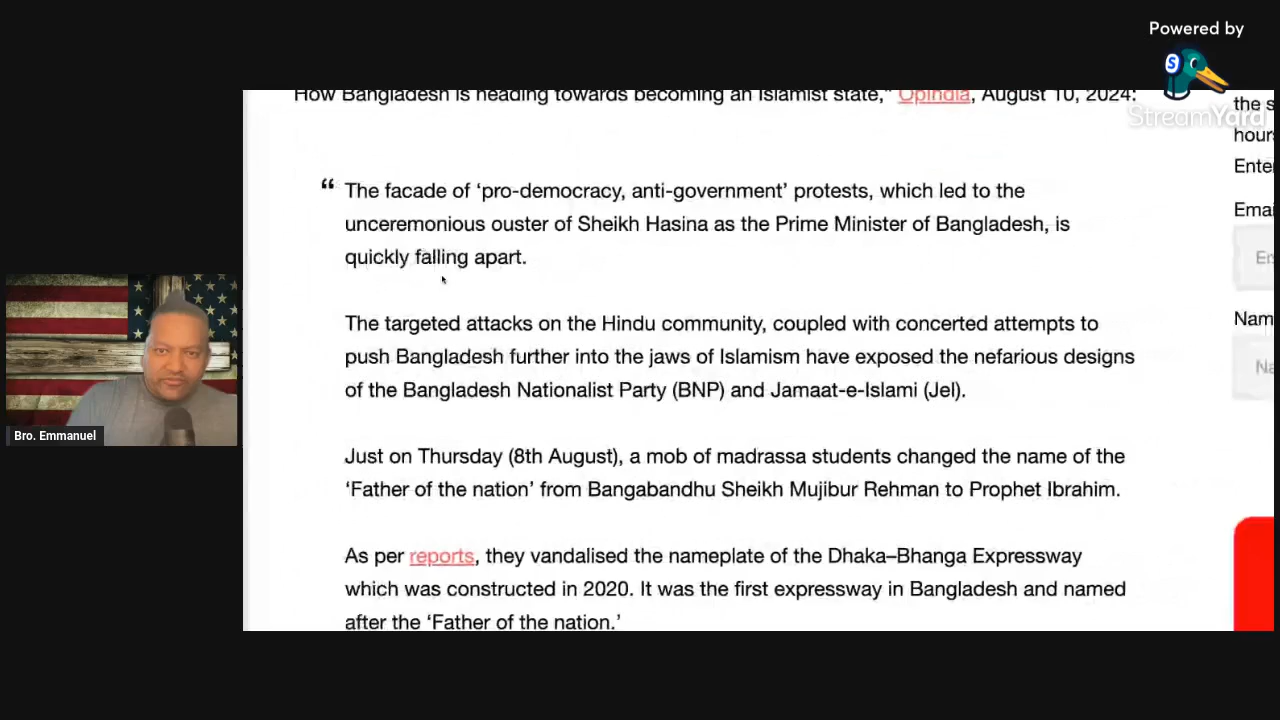 Powered by
StreamYard
How Bangladesh is heading towards becoming an Islamist state,” OpIndia, August 10, 2024:
“ The facade of ‘pro-democracy, anti-government’ protests, which led to the
unceremonious ouster of Sheikh Hasina as the Prime Minister of Bangladesh, is
quickly falling apart.
The targeted attacks on the Hindu community, coupled with concerted attempts to
push Bangladesh further into the jaws of Islamism have exposed the nefarious designs
of the Bangladesh Nationalist Party (BNP) and Jamaat-e-Islami (JeI).
Just on Thursday (8th August), a mob of madrassa students changed the name of the
‘Father of the nation’ from Bangabandhu Sheikh Mujibur Rehman to Prophet Ibrahim.
As per reports, they vandalised the nameplate of the Dhaka–Bhanga Expressway
which was constructed in 2020. It was the first expressway in Bangladesh and named
after the ‘Father of the nation.’
the
Bro. Emmanuel